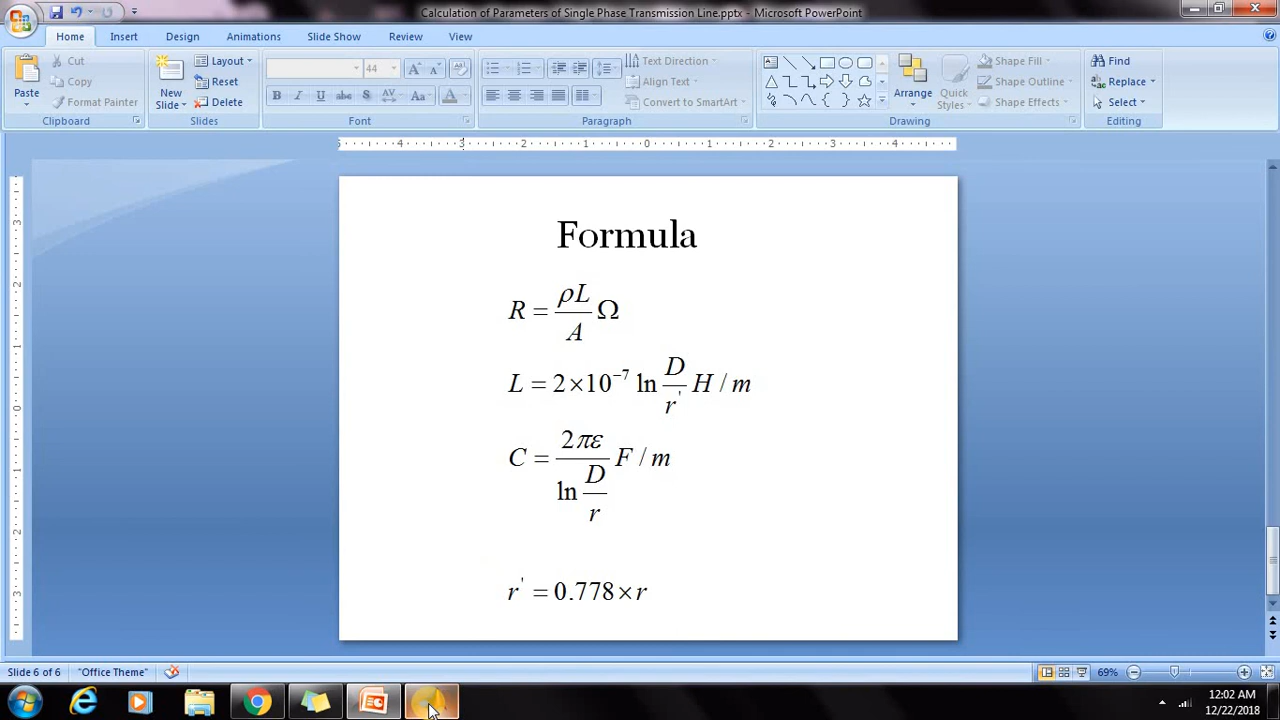 Calculation of Parameters of Single Phase Transmission Line.pptx - Microsoft PowerPoint
Home Insert Design Animations Slide Show Review View
Paste
Cut
Copy
Format Painter
Clipboard
New Slide
Layout
Reset
Delete
Slides
44
B I U abc S AV Aa A
Font
Text Direction
Align Text
Convert to SmartArt
Paragraph
Arrange
Quick Styles
Shape Fill
Shape Outline
Shape Effects
Drawing
Find
Replace
Select
Editing
Formula
R = ρL/A Ω
L = 2×10⁻⁷ ln D/r' H/m
C = 2πε / ln D/r F/m
r' = 0.778×r
Slide 6 of 6 "Office Theme" 69%
12:02 AM
12/22/2018